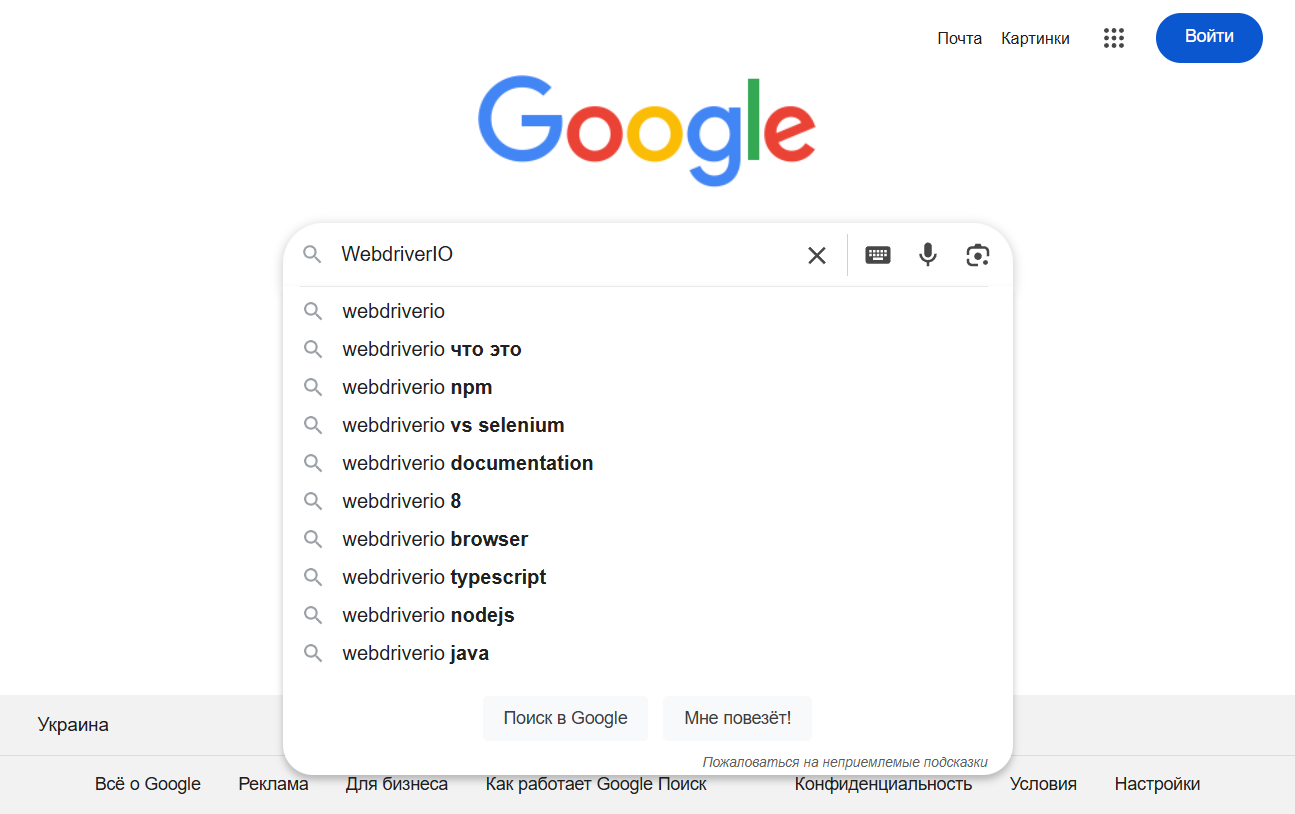 Почта Картинки Войти
Google
WebdriverIO
webdriverio
webdriverio что это
webdriverio npm
webdriverio vs selenium
webdriverio documentation
webdriverio 8
webdriverio browser
webdriverio typescript
webdriverio nodejs
webdriverio java
Поиск в Google Мне повезёт!
Пожаловаться на неприемлемые подсказки
Украина
Всё о Google Реклама Для бизнеса Как работает Google Поиск Конфиденциальность Условия Настройки